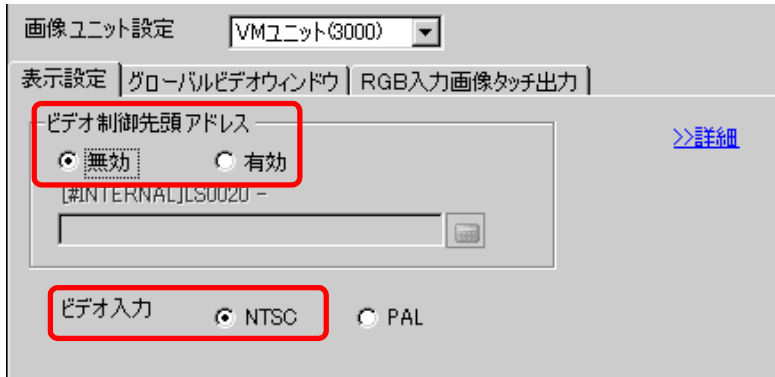 画像ユニット設定 VMユニット(3000)
表示設定 グローバルビデオウィンドウ RGB入力画像タッチ出力
ビデオ制御先頭アドレス
>>詳細
無効 有効
[#INTERNAL]LS0020 -
ビデオ入力 NTSC PAL